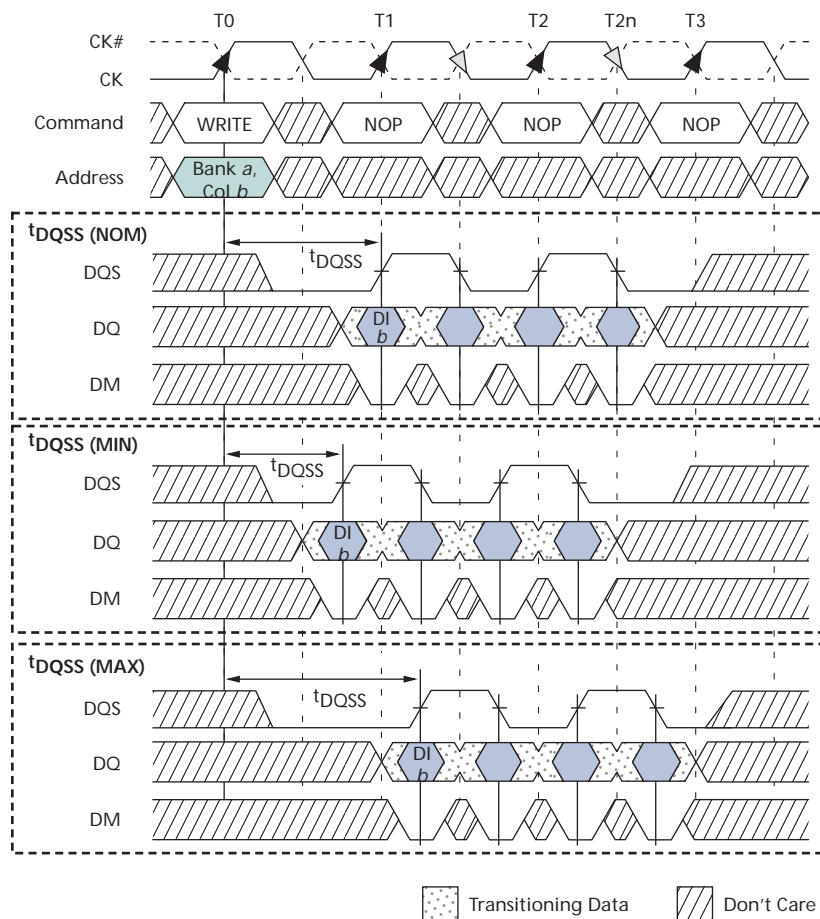 T0 T1 T2 T2n T3
CK#
CK
Command WRITE NOP NOP NOP
Address Bank a, Col b
tDQSS (NOM)
tDQSS
DQS
DQ DI b
DM
tDQSS (MIN)
tDQSS
DQS
DQ DI b
DM
tDQSS (MAX)
tDQSS
DQS
DQ DI b
DM
Transitioning Data Don't Care